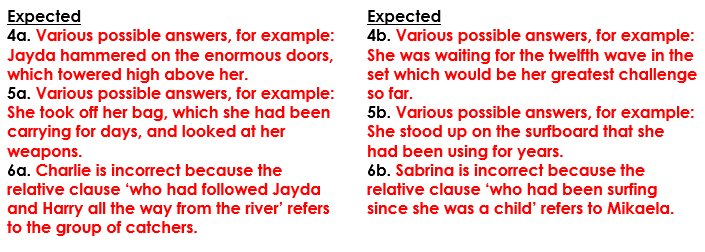 Expected
4a. Various possible answers, for example:
Jayda hammered on the enormous doors,
which towered high above her.
5a. Various possible answers, for example:
She took off her bag, which she had been
carrying for days, and looked at her
weapons.
6a. Charlie is incorrect because the
relative clause ‘who had followed Jayda
and Harry all the way from the river’ refers
to the group of catchers.
Expected
4b. Various possible answers, for example:
She was waiting for the twelfth wave in the
set which would be her greatest challenge
so far.
5b. Various possible answers, for example:
She stood up on the surfboard that she
had been using for years.
6b. Sabrina is incorrect because the
relative clause ‘who had been surfing
since she was a child’ refers to Mikaela.